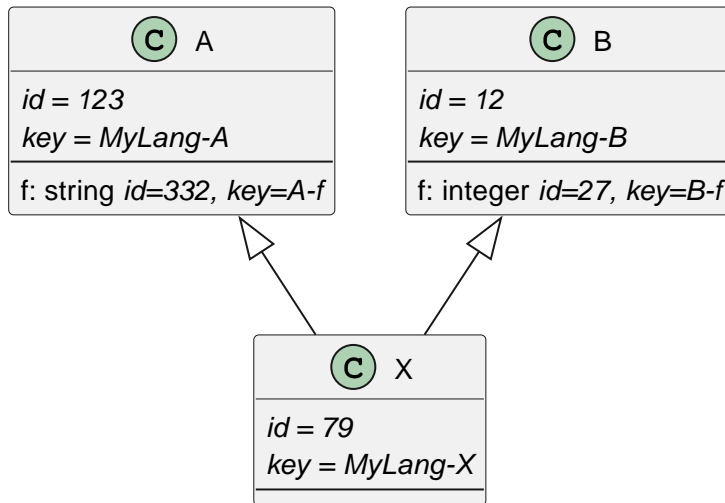 C A
id = 123
key = MyLang-A
f: string id=332, key=A-f
C B
id = 12
key = MyLang-B
f: integer id=27, key=B-f
C X
id = 79
key = MyLang-X